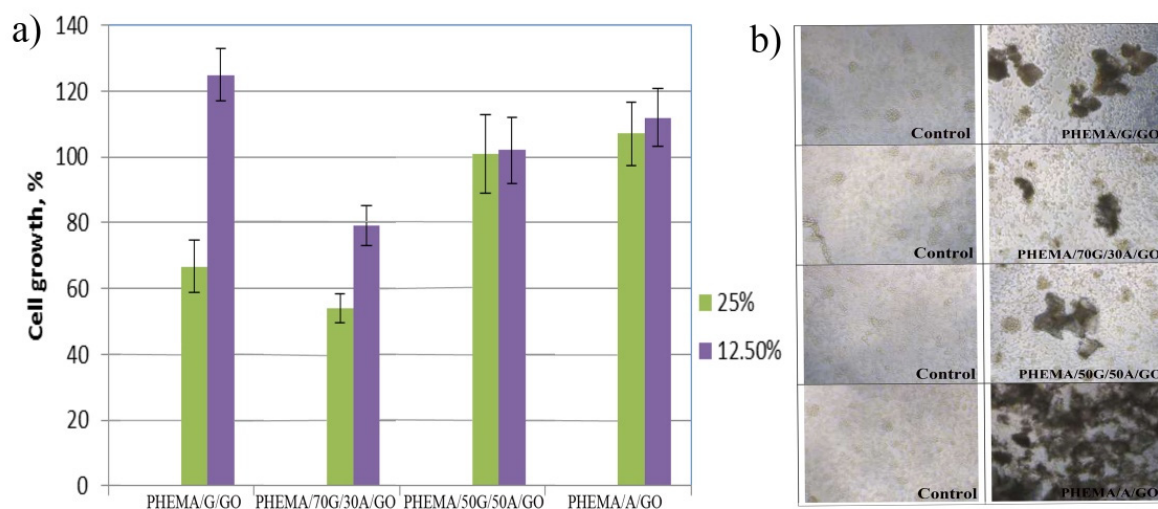 a)
140
120
100
80
60
40
20
0
Cell growth, %
PHEMA/G/GO
PHEMA/70G/30A/GO
PHEMA/50G/50A/GO
PHEMA/A/GO
25%
12.50%
b)
Control
PHEMA/G/GO
Control
PHEMA/70G/30A/GO
Control
PHEMA/50G/50A/GO
Control
PHEMA/A/GO